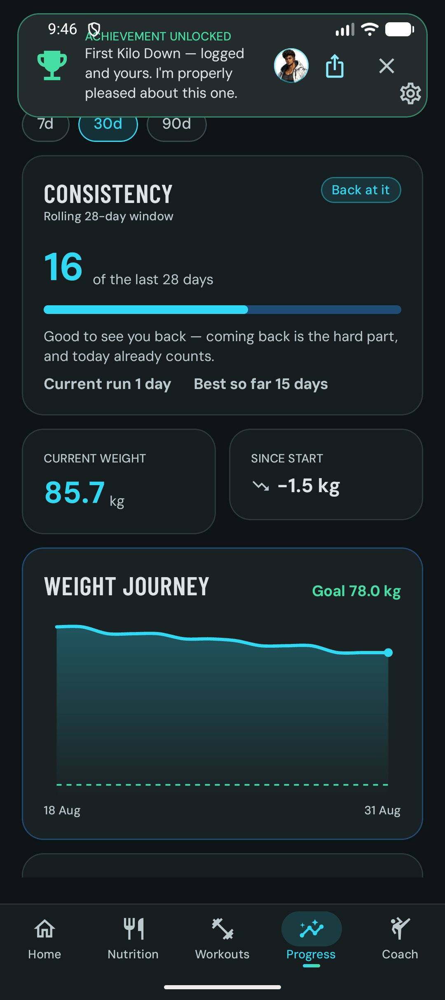 9:46
ACHIEVEMENT UNLOCKED
First Kilo Down — logged
and yours. I'm properly
pleased about this one.
7d
30d
90d
CONSISTENCY
Back at it
Rolling 28-day window
16 of the last 28 days
Good to see you back — coming back is the hard part,
and today already counts.
Current run 1 day
Best so far 15 days
CURRENT WEIGHT
85.7 kg
SINCE START
-1.5 kg
WEIGHT JOURNEY
Goal 78.0 kg
18 Aug
31 Aug
Home
Nutrition
Workouts
Progress
Coach